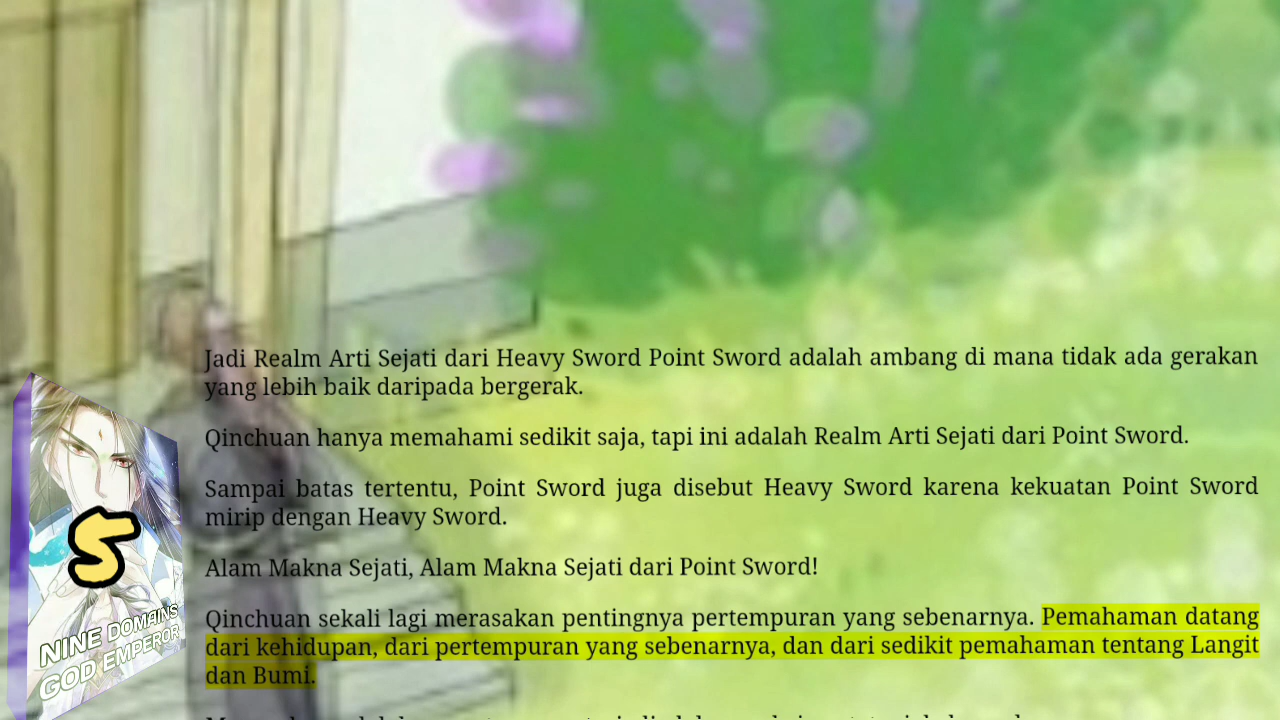 Jadi Realm Arti Sejati dari Heavy Sword Point Sword adalah ambang di mana tidak ada gerakan
yang lebih baik daripada bergerak.
Qinchuan hanya memahami sedikit saja, tapi ini adalah Realm Arti Sejati dari Point Sword.
Sampai batas tertentu, Point Sword juga disebut Heavy Sword karena kekuatan Point Sword
mirip dengan Heavy Sword.
Alam Makna Sejati, Alam Makna Sejati dari Point Sword!
Qinchuan sekali lagi merasakan pentingnya pertempuran yang sebenarnya. Pemahaman datang
dari kehidupan, dari pertempuran yang sebenarnya, dan dari sedikit pemahaman tentang Langit
dan Bumi.
5
NINE DOMAINS
GOD EMPEROR